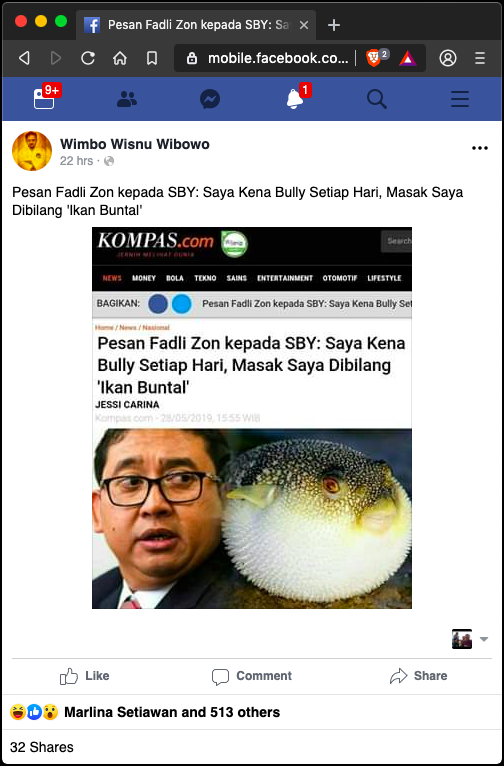 Pesan Fadli Zon kepada SBY: Sa
mobile.facebook.co...
2
9+
1
Wimbo Wisnu Wibowo
22 hrs ·
Pesan Fadli Zon kepada SBY: Saya Kena Bully Setiap Hari, Masak Saya
Dibilang 'Ikan Buntal'
KOMPAS.com
JERNIH MELIHAT DUNIA
Search
NEWS MONEY BOLA TEKNO SAINS ENTERTAINMENT OTOMOTIF LIFESTYLE
BAGIKAN: Pesan Fadli Zon kepada SBY: Saya Kena Bully Set
Home / News / Nasional
Pesan Fadli Zon kepada SBY: Saya Kena
Bully Setiap Hari, Masak Saya Dibilang
'Ikan Buntal'
JESSI CARINA
Kompas.com - 28/05/2019, 15:55 WIB
Like
Comment
Share
Marlina Setiawan and 513 others
32 Shares